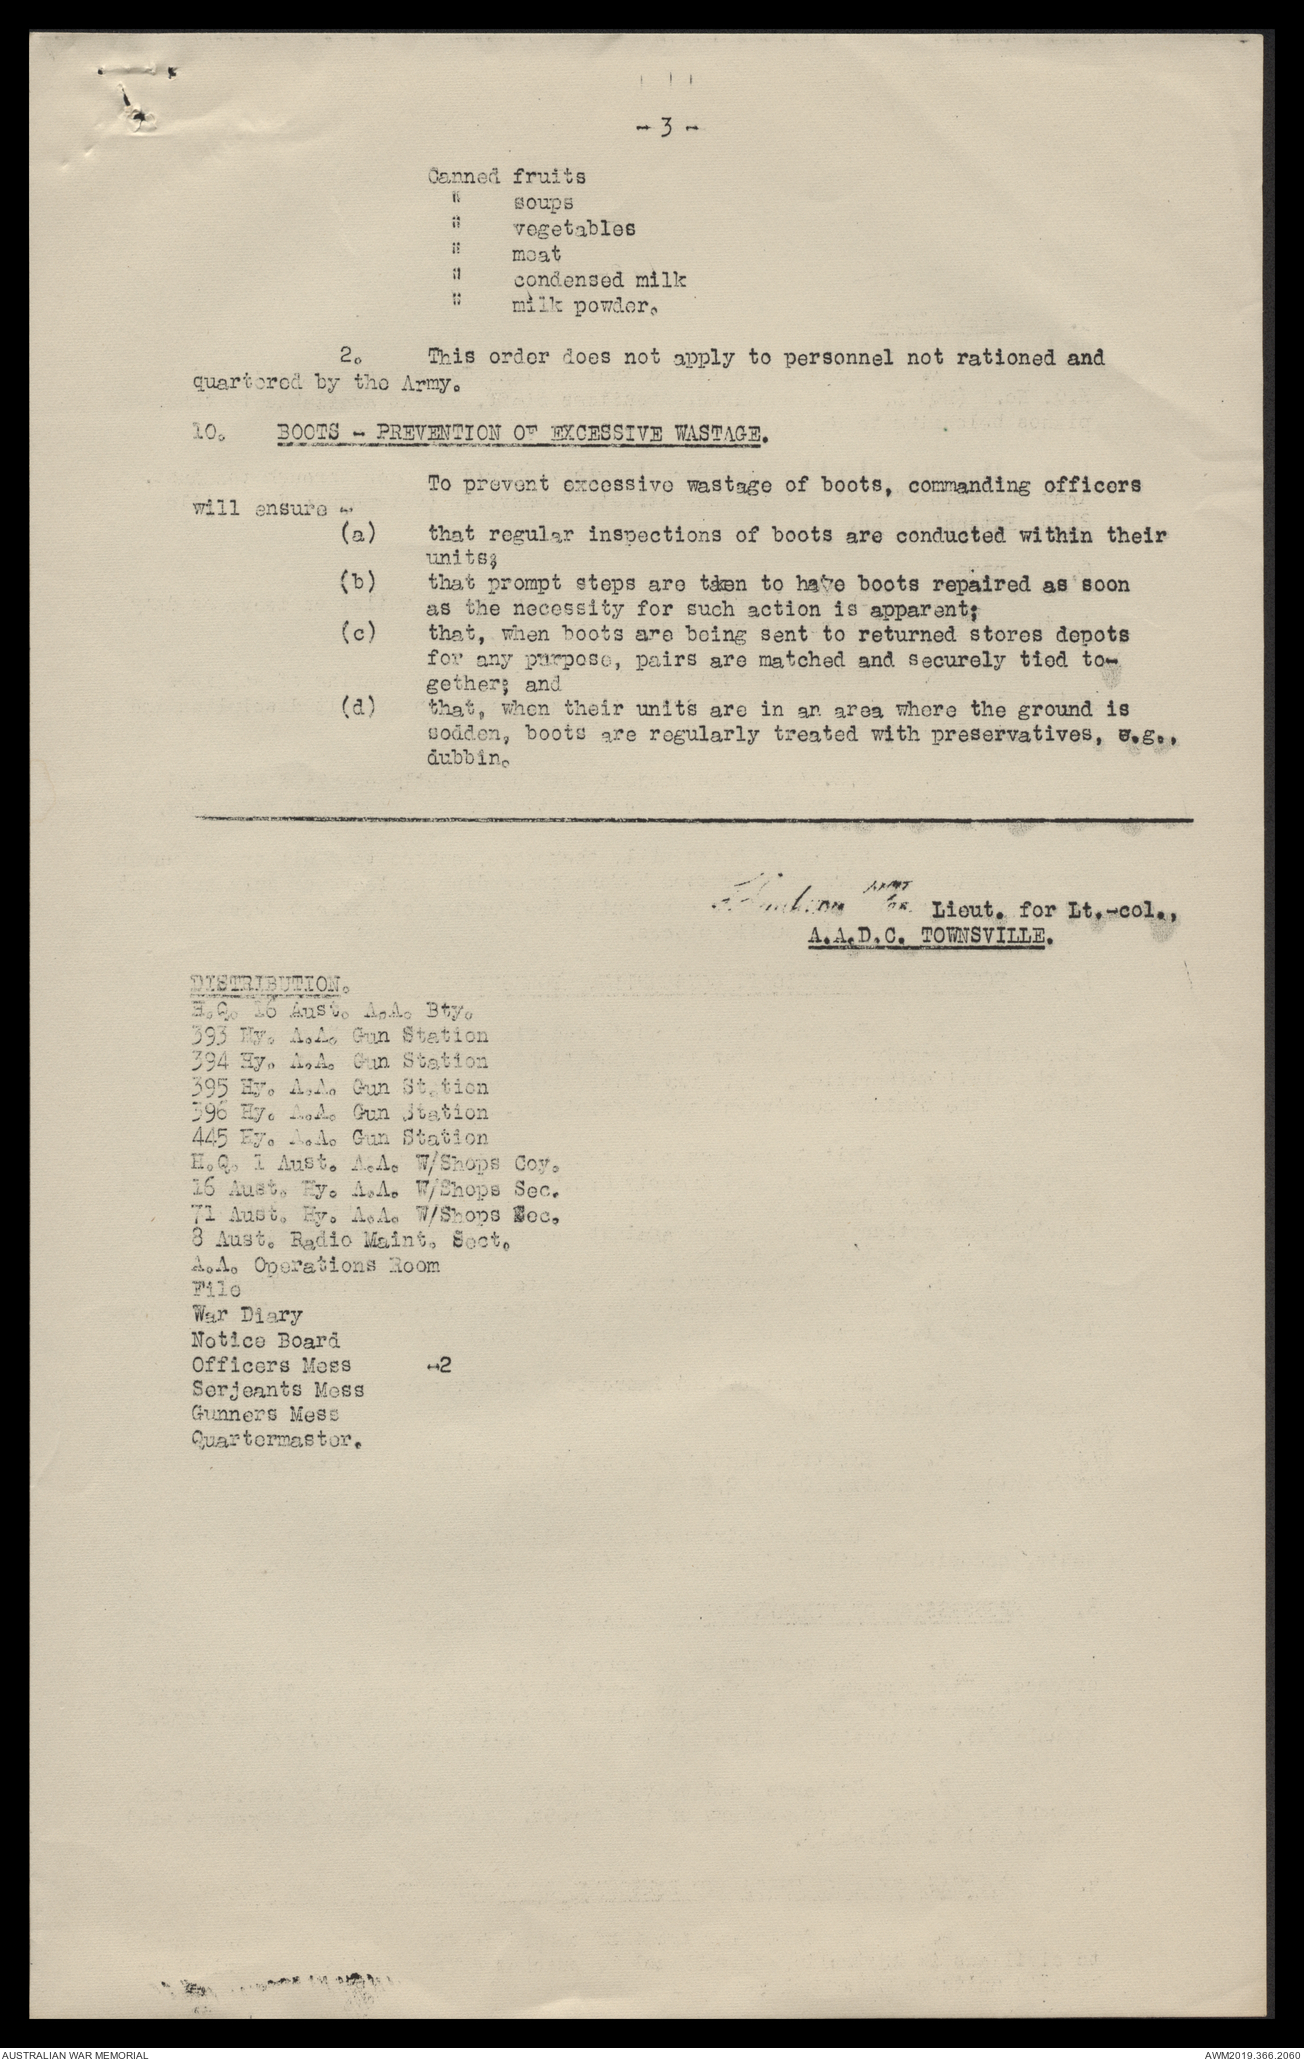 - 3 -
Canned fruits
" soups
" vegetables
" meat
" condensed milk
" milk powder.
2. This order does not apply to personnel not rationed and
quartered by the Army.
10. BOOTS - PREVENTION OF EXCESSIVE WASTAGE.
To prevent excessive wastage of boots, commanding officers
will ensure -
(a) that regular inspections of boots are conducted within their
units;
(b) that prompt steps are taken to have boots repaired as soon
as the necessity for such action is apparent;
(c) that, when boots are being sent to returned stores depots
for any purpose, pairs are matched and securely tied to-
gether; and
(d) that, when their units are in an area where the ground is
sodden, boots are regularly treated with preservatives, e.g.,
dubbin.
Lieut. for Lt.-col.,
A.A.D.C. TOWNSVILLE.
DISTRIBUTION.
H.Q. 16 Aust. A.A. Bty.
393 Hy. A.A. Gun Station
394 Hy. A.A. Gun Station
395 Hy. A.A. Gun Station
396 Hy. A.A. Gun Station
445 Hy. A.A. Gun Station
H.Q. 1 Aust. A.A. W/Shops Coy.
16 Aust. Hy. A.A. W/Shops Sec.
71 Aust. Hy. A.A. W/Shops Sec.
8 Aust. Radio Maint. Sect.
A.A. Operations Room
File
War Diary
Notice Board
Officers Mess -2
Serjeants Mess
Gunners Mess
Quartermaster.
AUSTRALIAN WAR MEMORIAL
AWM2019.366.2060